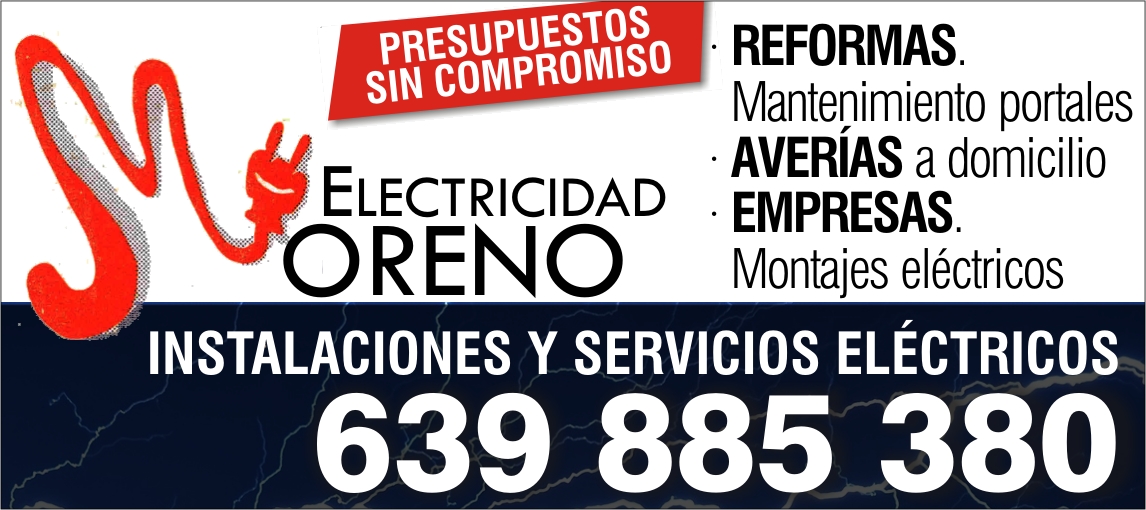 PRESUPUESTOS
SIN COMPROMISO
M
ELECTRICIDAD
ORENO
· REFORMAS.
Mantenimiento portales
· AVERÍAS a domicilio
· EMPRESAS.
Montajes eléctricos
INSTALACIONES Y SERVICIOS ELÉCTRICOS
639 885 380